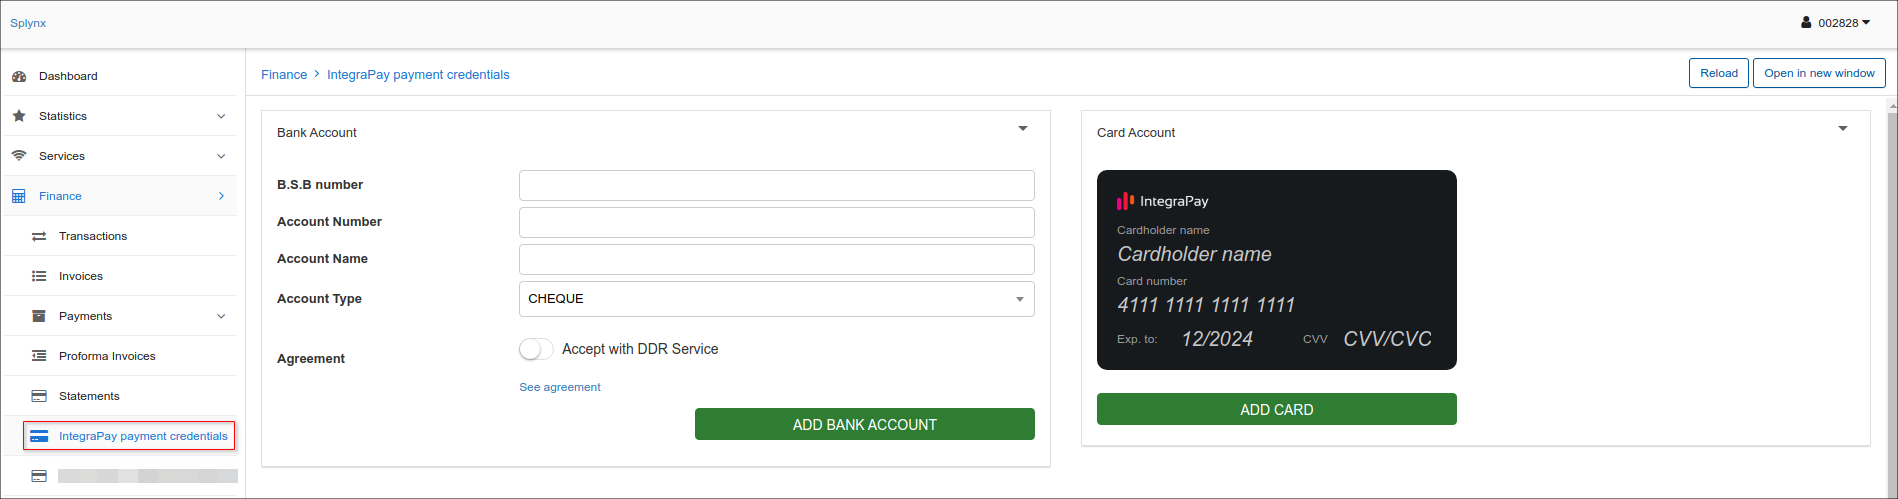 Splynx
002828
Dashboard
Statistics
Services
Finance
Transactions
Invoices
Payments
Proforma Invoices
Statements
IntegraPay payment credentials
Finance > IntegraPay payment credentials
Reload
Open in new window
Bank Account
B.S.B number
Account Number
Account Name
Account Type
CHEQUE
Agreement
Accept with DDR Service
See agreement
ADD BANK ACCOUNT
Card Account
IntegraPay
Cardholder name
Cardholder name
Card number
4111 1111 1111 1111
Exp. to: 12/2024 CVV CVV/CVC
ADD CARD